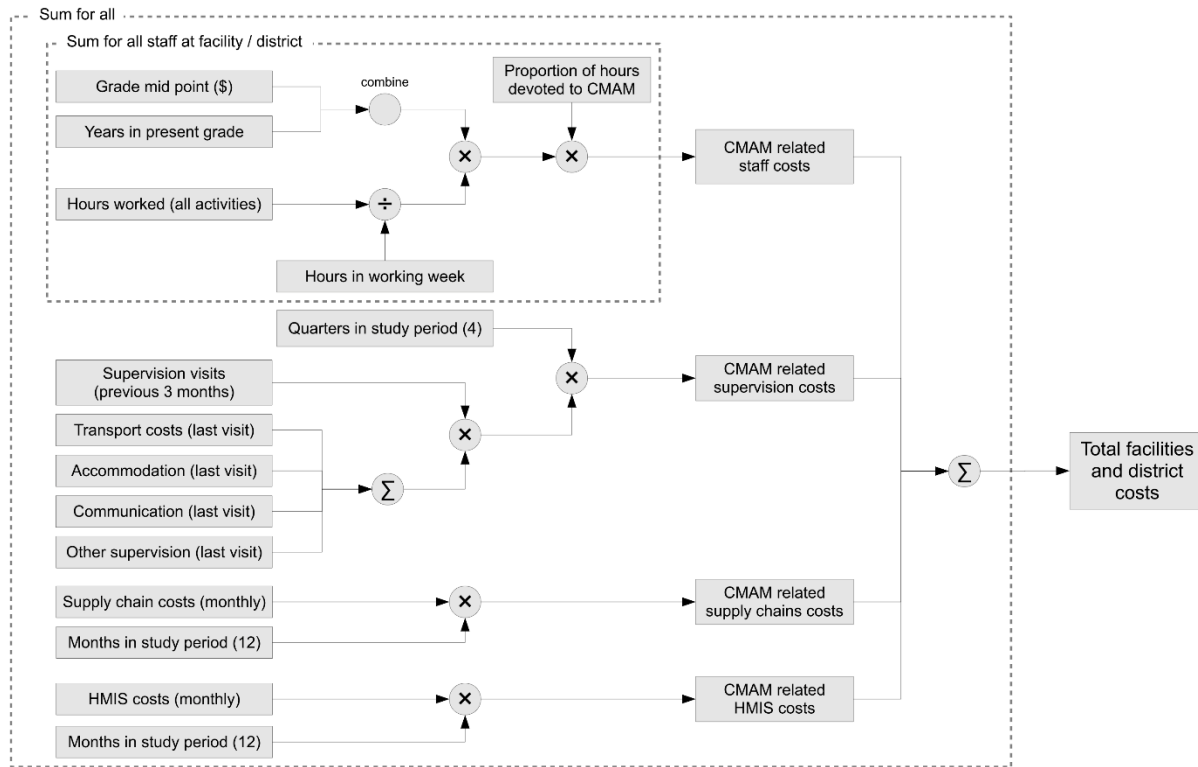 Sum for all
Sum for all staff at facility / district
Grade mid point ($)
Years in present grade
combine
Proportion of hours
devoted to CMAM
×
×
CMAM related
staff costs
Hours worked (all activities)
÷
Hours in working week
Quarters in study period (4)
Supervision visits
(previous 3 months)
×
CMAM related
supervision costs
Transport costs (last visit)
×
Accommodation (last visit)
Communication (last visit)
Other supervision (last visit)
∑
∑
Total facilities
and district
costs
Supply chain costs (monthly)
Months in study period (12)
×
CMAM related
supply chains costs
HMIS costs (monthly)
Months in study period (12)
×
CMAM related
HMIS costs